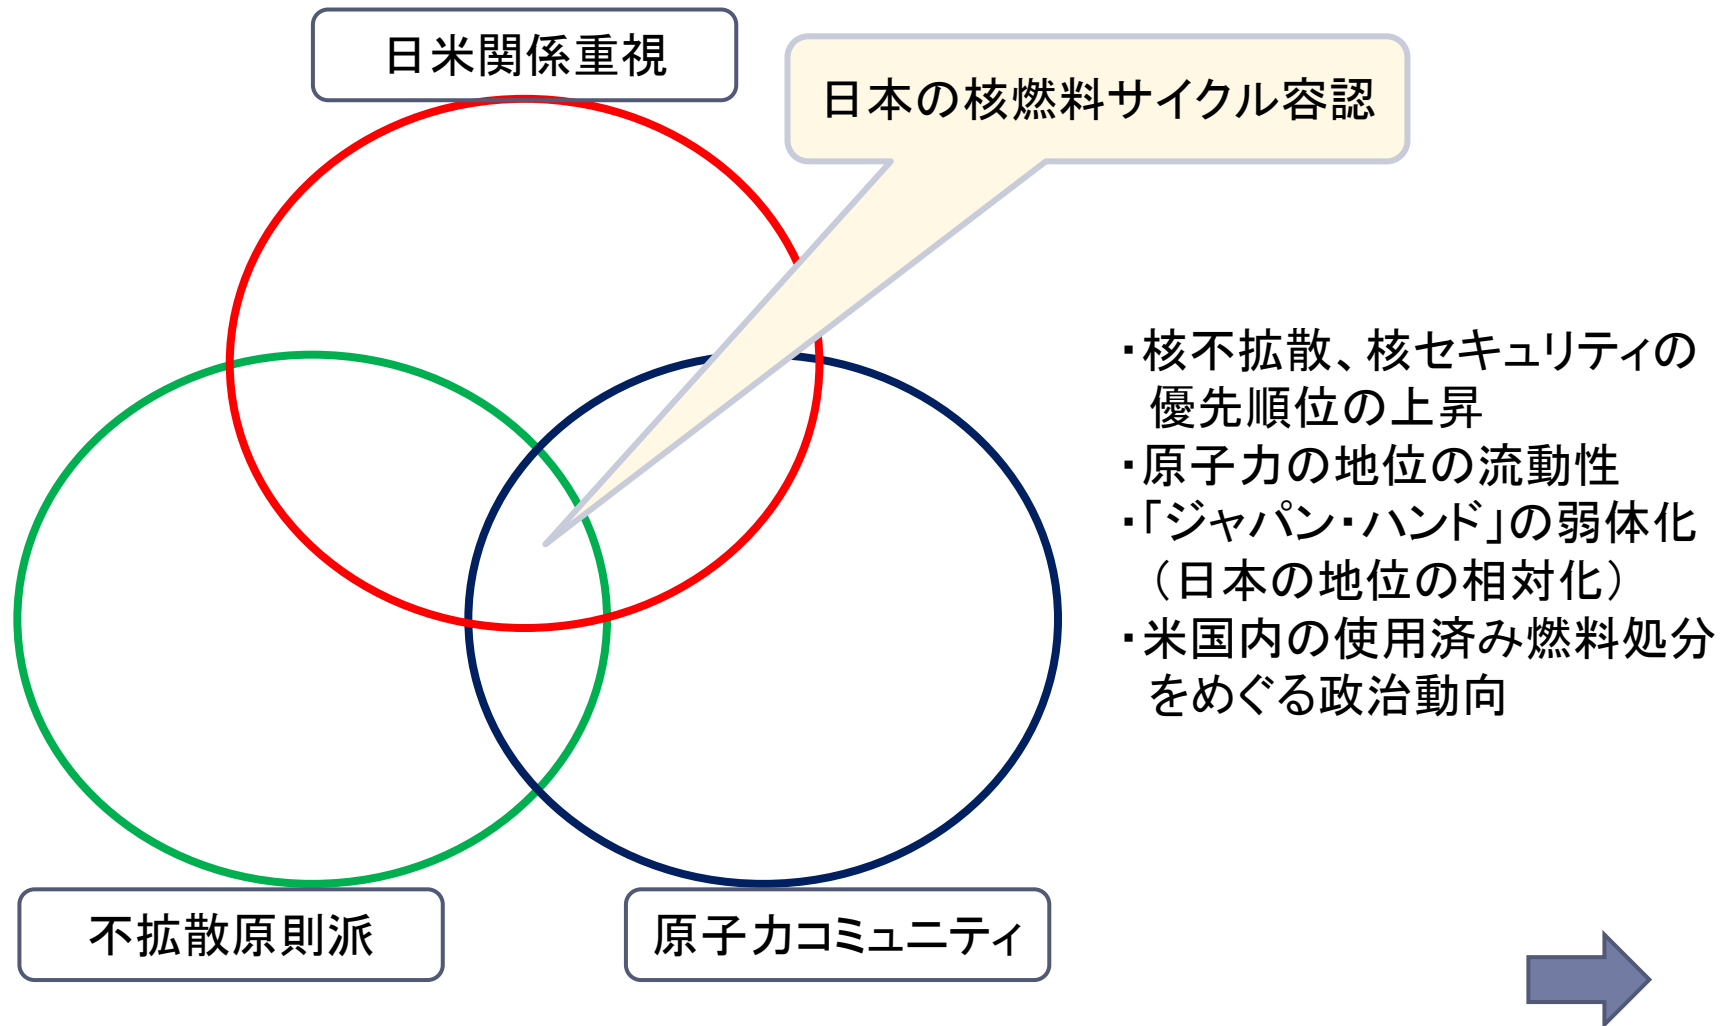 日米関係重視
日本の核燃料サイクル容認
・核不拡散、核セキュリティの
優先順位の上昇
・原子力の地位の流動性
・「ジャパン・ハンド」の弱体化
（日本の地位の相対化）
・米国内の使用済み燃料処分
をめぐる政治動向
不拡散原則派
原子力コミュニティ